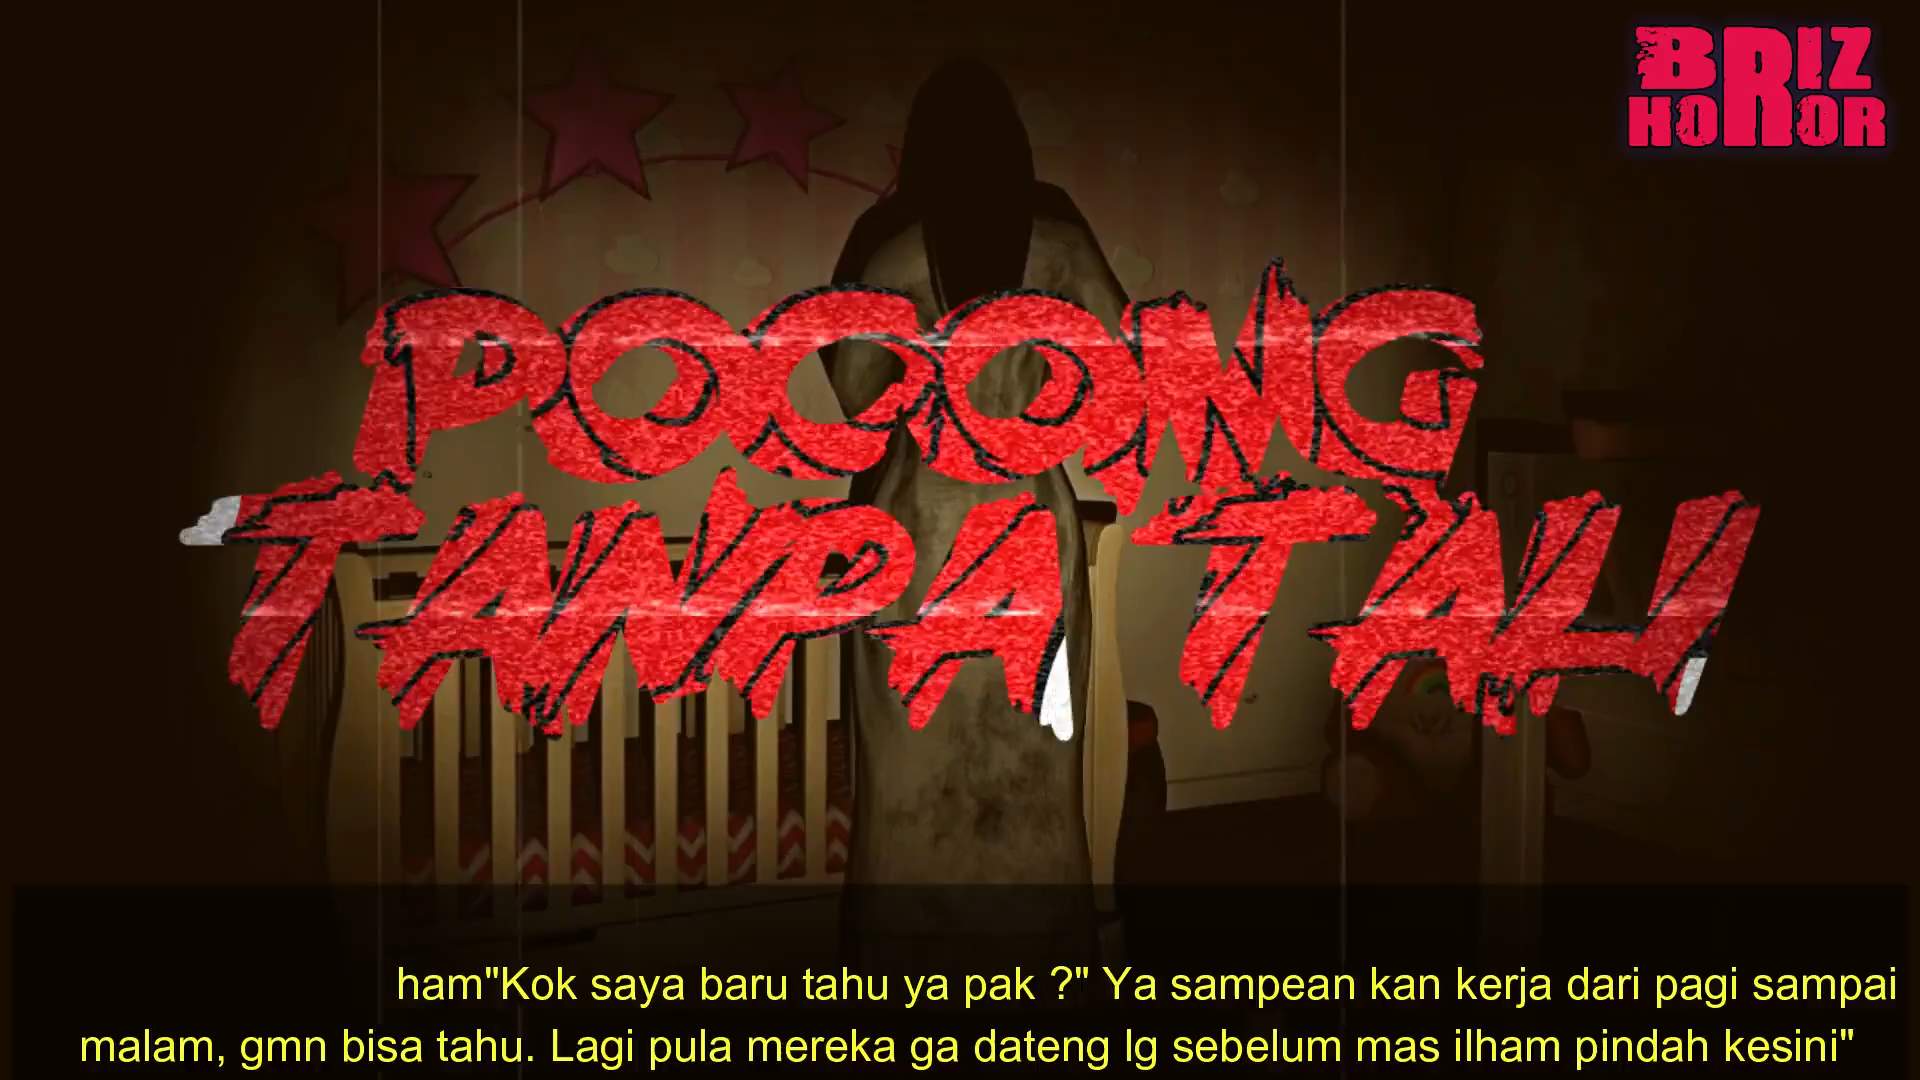 BRIZ
HOROR
POCONG
TANPA TALI
ham"Kok saya baru tahu ya pak ?" Ya sampean kan kerja dari pagi sampai
malam, gmn bisa tahu. Lagi pula mereka ga dateng lg sebelum mas ilham pindah kesini"